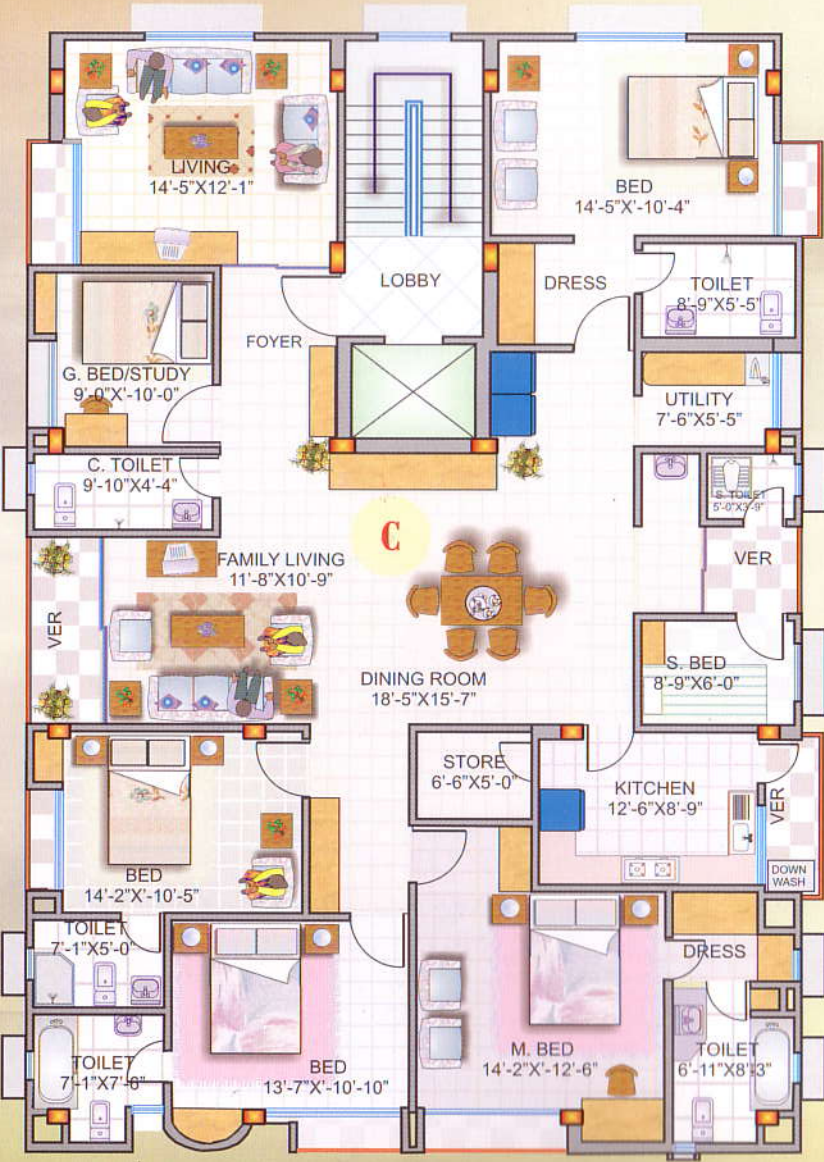 LIVING
14'-5"X12'-1"
BED
14'-5"X'-10'-4"
LOBBY
DRESS
TOILET
8'-9"X5'-5"
FOYER
G. BED/STUDY
9'-0"X'-10'-0"
UTILITY
7'-6"X5'-5"
C. TOILET
9'-10"X4'-4"
S. TOILET
5'-0"X3'-9"
C
VER
FAMILY LIVING
11'-8"X10'-9"
VER
DINING ROOM
18'-5"X15'-7"
S. BED
8'-9"X6'-0"
STORE
6'-6"X5'-0"
KITCHEN
12'-6"X8'-9"
VER
DOWN
WASH
BED
14'-2"X'-10'-5"
TOILET
7'-1"X5'-0"
DRESS
TOILET
7'-1"X7'-6"
BED
13'-7"X'-10'-10"
M. BED
14'-2"X'-12'-6"
TOILET
6'-11"X8'-3"